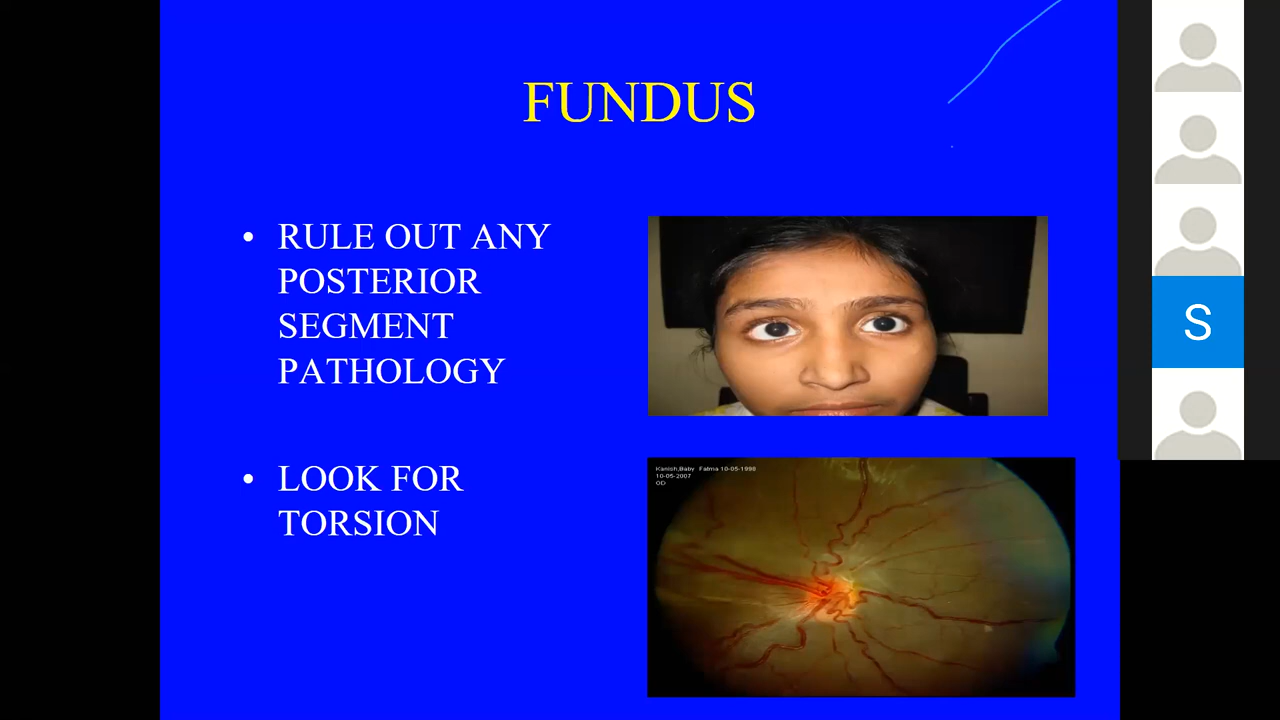 FUNDUS
• RULE OUT ANY
POSTERIOR
SEGMENT
PATHOLOGY
• LOOK FOR
TORSION
Kanish,Baby Fatma 10-05-1998
10-05-2007
OD
S